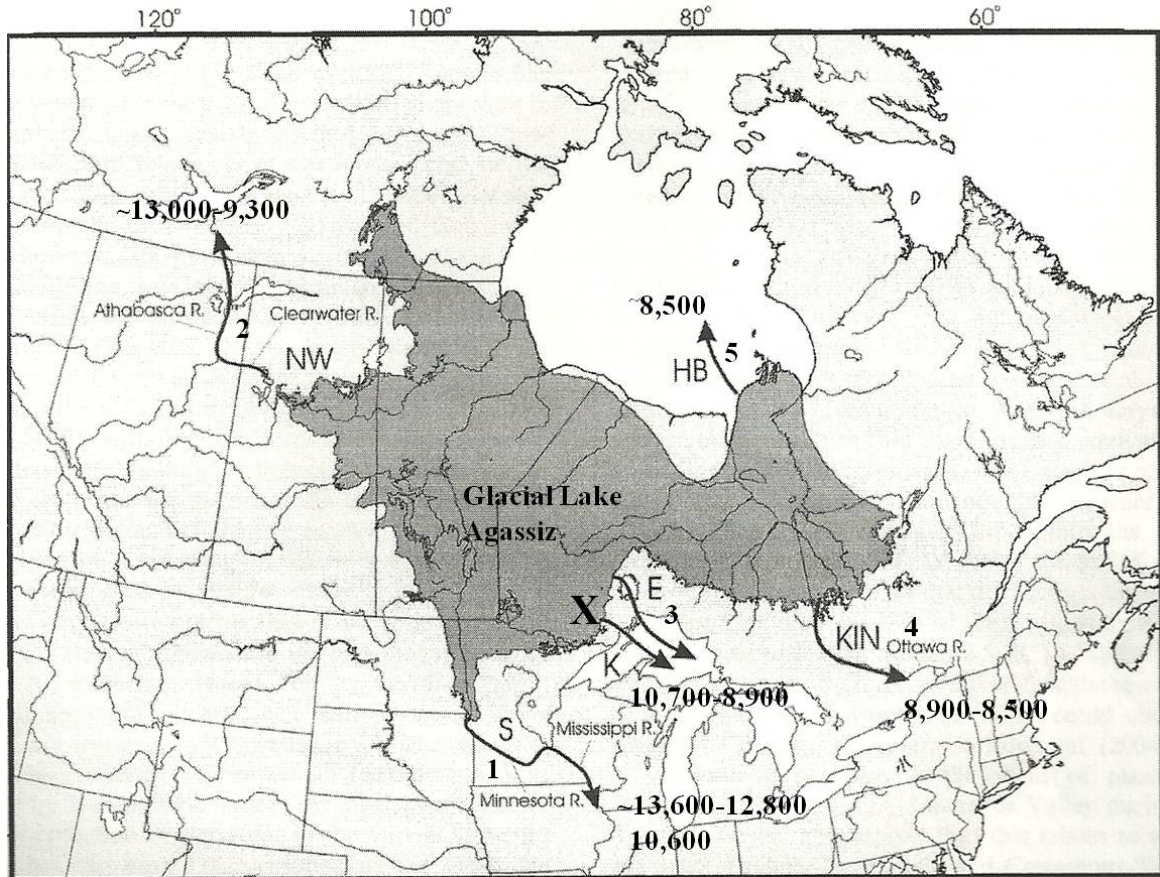 120° 100° 80° 60°
~13,000-9,300
Athabasca R.
2
Clearwater R.
NW
~8,500
5
HB
Glacial Lake
Agassiz
X
E
3
K
KIN
4
Ottawa R.
10,700-8,900
8,900-8,500
S
Mississippi R.
1
Minnesota R.
~13,600-12,800
10,600